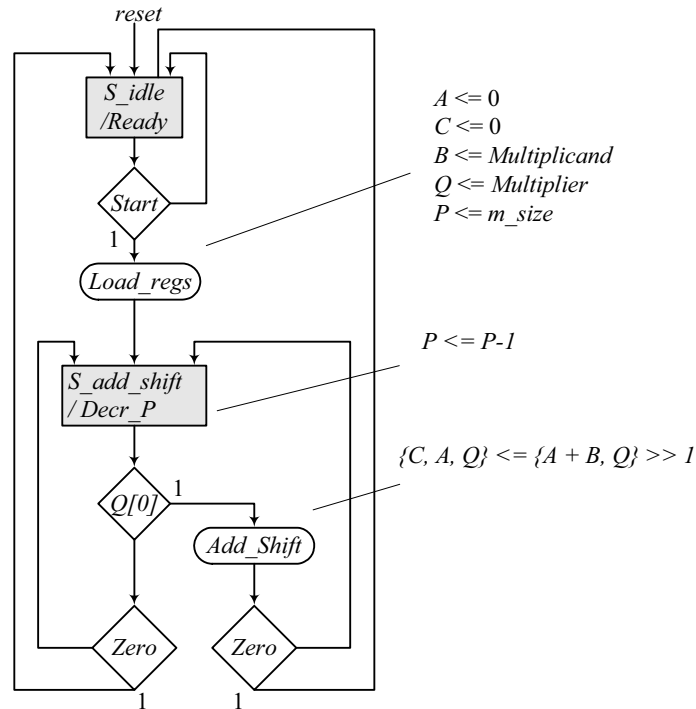 reset
S_idle
/Ready
A <= 0
C <= 0
B <= Multiplicand
Q <= Multiplier
P <= m_size
Start
1
Load_regs
P <= P-1
S_add_shift
/ Decr_P
{C, A, Q} <= {A + B, Q} >> 1
Q[0]
1
Add_Shift
Zero
Zero
1
1